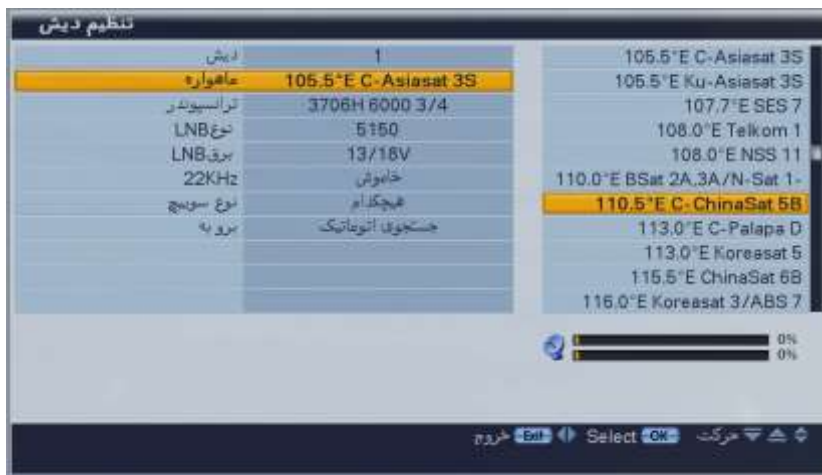 تنظیم دیش
دیش 1
ماهواره 105.5°E C-Asiasat 3S
ترانسپوندر 3706H 6000 3/4
نوع LNB 5150
برق LNB 13/18V
22KHz خاموش
نوع سوییچ هیچکدام
برو به جستجوی اتوماتیک
105.5°E C-Asiasat 3S
105.5°E Ku-Asiasat 3S
107.7°E SES 7
108.0°E Telkom 1
108.0°E NSS 11
110.0°E BSat 2A,3A/N-Sat 1-
110.5°E C-ChinaSat 5B
113.0°E C-Palapa D
113.0°E Koreasat 5
115.5°E ChinaSat 6B
116.0°E Koreasat 3/ABS 7
0%
0%
حرکت OK Select Exit خروج